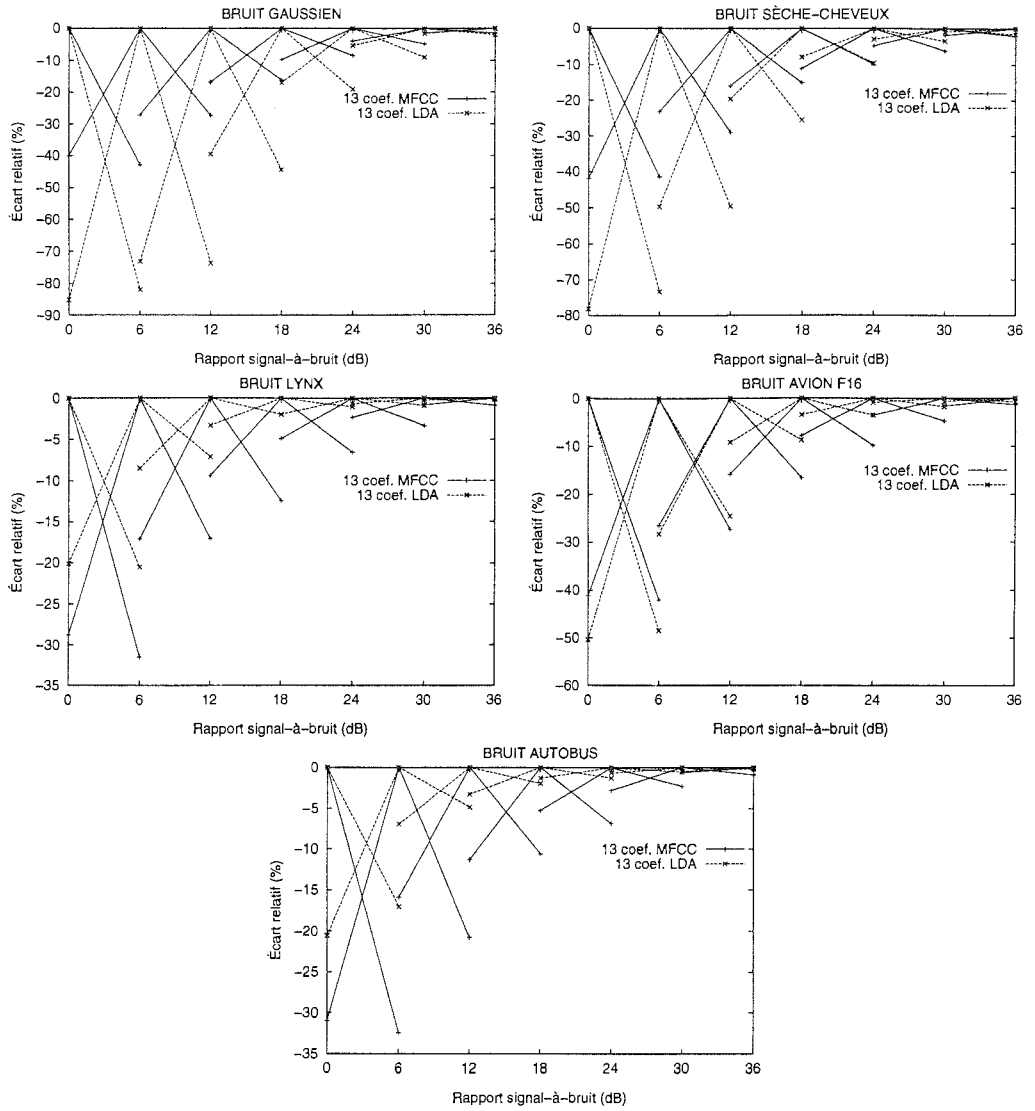 BRUIT GAUSSIEN
0
−10
−20
−30
−40
−50
−60
−70
−80
−90
Écart relatif (%)
13 coef. MFCC
13 coef. LDA
0 6 12 18 24 30 36
Rapport signal−à−bruit (dB)
BRUIT SÈCHE−CHEVEUX
0
−10
−20
−30
−40
−50
−60
−70
−80
Écart relatif (%)
13 coef. MFCC
13 coef. LDA
0 6 12 18 24 30 36
Rapport signal−à−bruit (dB)
BRUIT LYNX
0
−5
−10
−15
−20
−25
−30
−35
Écart relatif (%)
13 coef. MFCC
13 coef. LDA
0 6 12 18 24 30 36
Rapport signal−à−bruit (dB)
BRUIT AVION F16
0
−10
−20
−30
−40
−50
−60
Écart relatif (%)
13 coef. MFCC
13 coef. LDA
0 6 12 18 24 30 36
Rapport signal−à−bruit (dB)
BRUIT AUTOBUS
0
−5
−10
−15
−20
−25
−30
−35
Écart relatif (%)
13 coef. MFCC
13 coef. LDA
0 6 12 18 24 30 36
Rapport signal−à−bruit (dB)